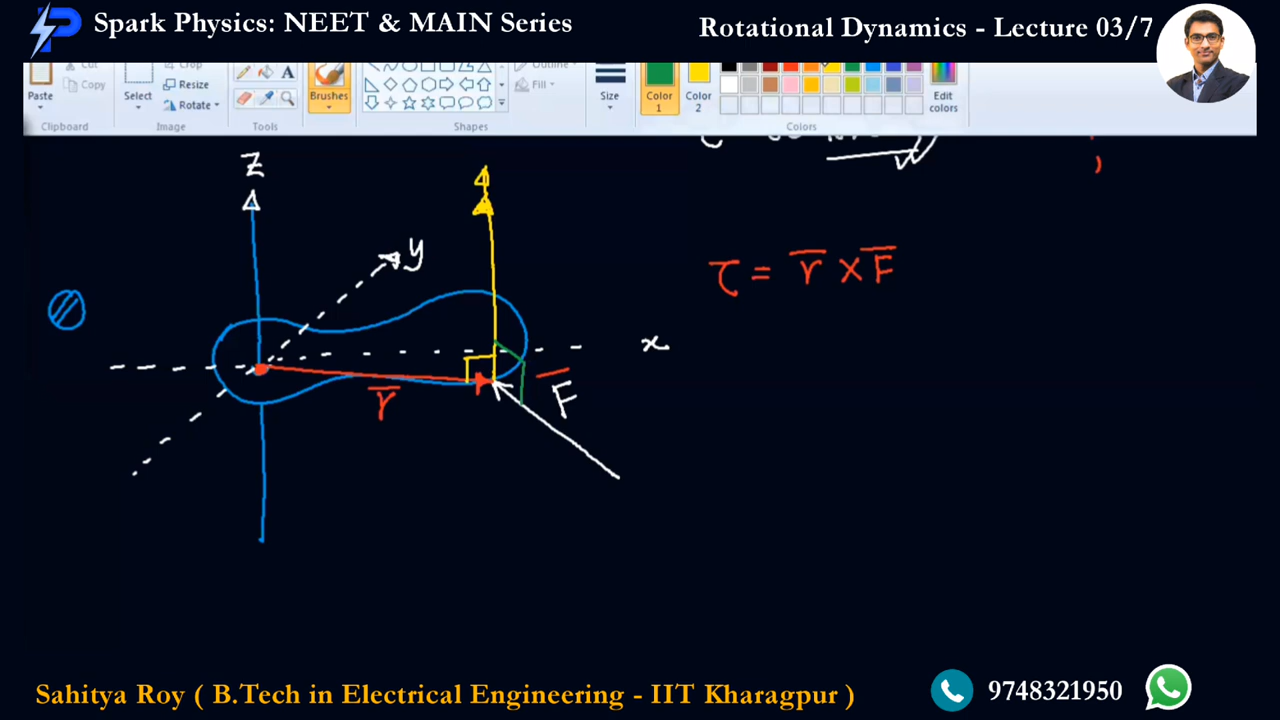 Spark Physics: NEET & MAIN Series
Rotational Dynamics - Lecture 03/7
Cut
Crop
Outline
Paste
Copy
Select
Resize
Rotate
A
Brushes
Fill
Size
Color 1
Color 2
Edit colors
Clipboard
Image
Tools
Shapes
Colors
z
y
x
τ = r̅ × F̅
r̅
F̅
Sahitya Roy ( B.Tech in Electrical Engineering - IIT Kharagpur )
9748321950